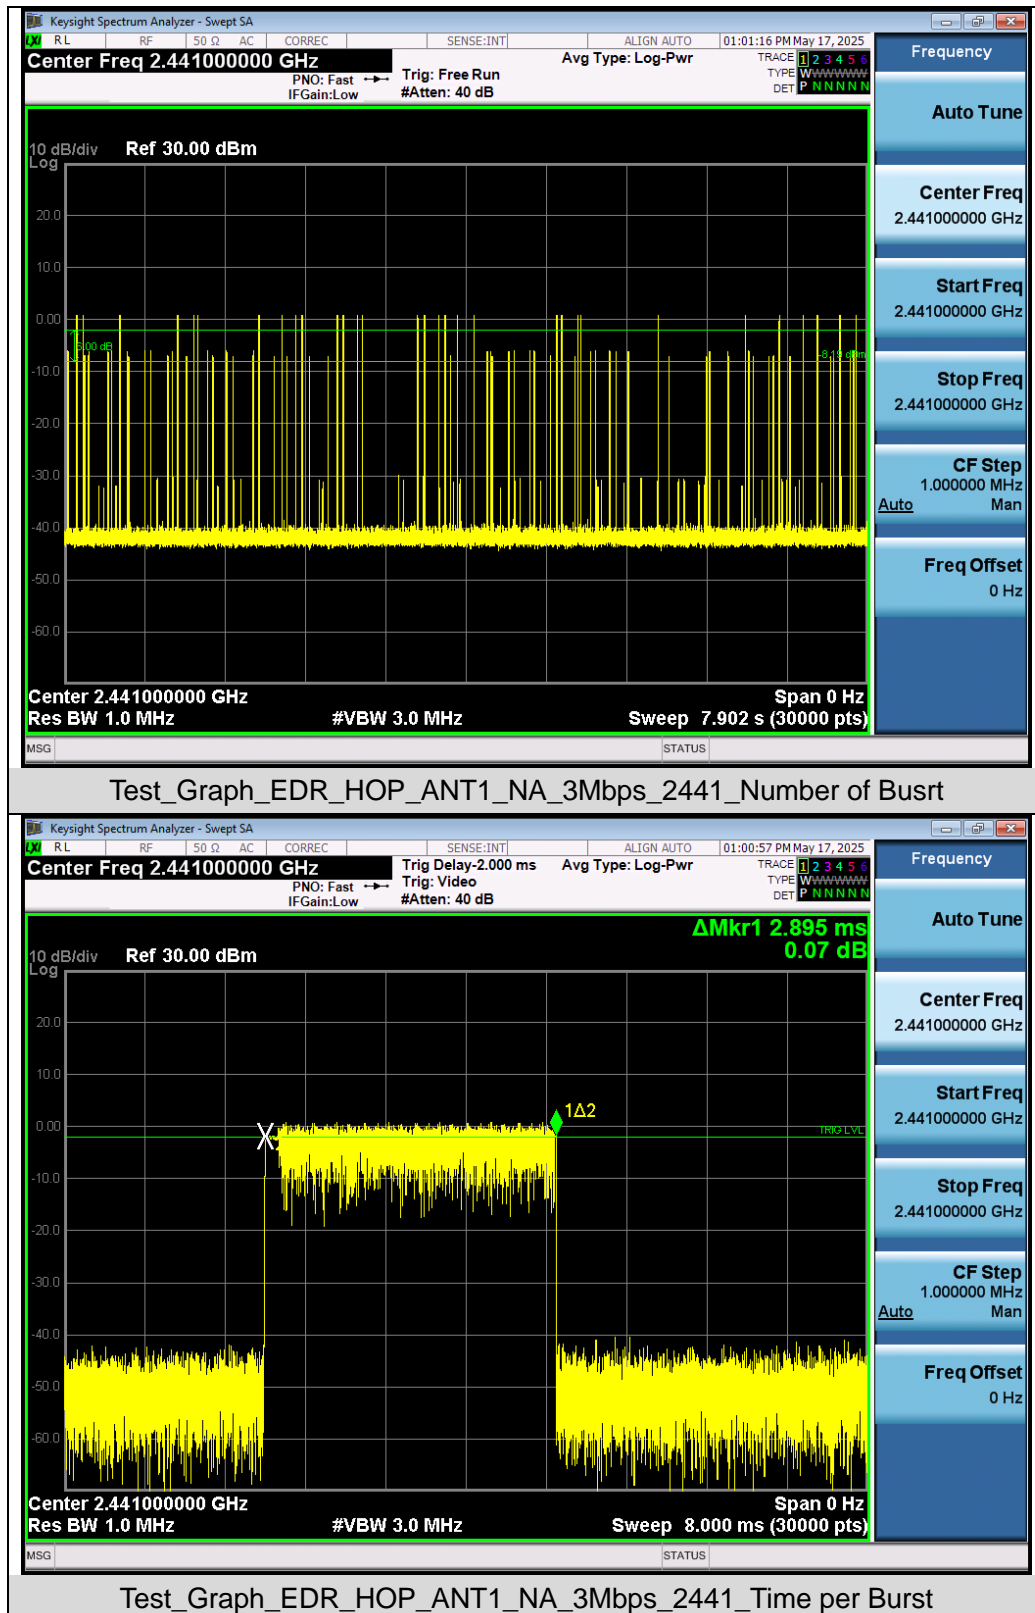 Keysight Spectrum Analyzer - Swept SA
LXI RL RF 50 Ω AC CORREC SENSE:INT ALIGN AUTO 01:01:16 PM May 17, 2025
Center Freq 2.441000000 GHz
PNO: Fast
IFGain:Low
Trig: Free Run
#Atten: 40 dB
Avg Type: Log-Pwr
TRACE 1 2 3 4 5 6
TYPE WWWWWW
DET P NNNNN
10 dB/div Ref 30.00 dBm
Log
20.0
10.0
0.00
6.00 dB
-8.19 dBm
-10.0
-20.0
-30.0
-40.0
-50.0
-60.0
Center 2.441000000 GHz Span 0 Hz
Res BW 1.0 MHz #VBW 3.0 MHz Sweep 7.902 s (30000 pts)
MSG STATUS
Frequency
Auto Tune
Center Freq
2.441000000 GHz
Start Freq
2.441000000 GHz
Stop Freq
2.441000000 GHz
CF Step
1.000000 MHz
Auto Man
Freq Offset
0 Hz
Test_Graph_EDR_HOP_ANT1_NA_3Mbps_2441_Number of Busrt
Keysight Spectrum Analyzer - Swept SA
LXI RL RF 50 Ω AC CORREC SENSE:INT ALIGN AUTO 01:00:57 PM May 17, 2025
Center Freq 2.441000000 GHz
PNO: Fast
IFGain:Low
Trig Delay-2.000 ms
Trig: Video
#Atten: 40 dB
Avg Type: Log-Pwr
TRACE 1 2 3 4 5 6
TYPE WWWWWW
DET P NNNNN
ΔMkr1 2.895 ms
0.07 dB
10 dB/div Ref 30.00 dBm
Log
20.0
10.0
1Δ2
0.00
TRIG LVL
-10.0
-20.0
-30.0
-40.0
-50.0
-60.0
Center 2.441000000 GHz Span 0 Hz
Res BW 1.0 MHz #VBW 3.0 MHz Sweep 8.000 ms (30000 pts)
MSG STATUS
Frequency
Auto Tune
Center Freq
2.441000000 GHz
Start Freq
2.441000000 GHz
Stop Freq
2.441000000 GHz
CF Step
1.000000 MHz
Auto Man
Freq Offset
0 Hz
Test_Graph_EDR_HOP_ANT1_NA_3Mbps_2441_Time per Burst